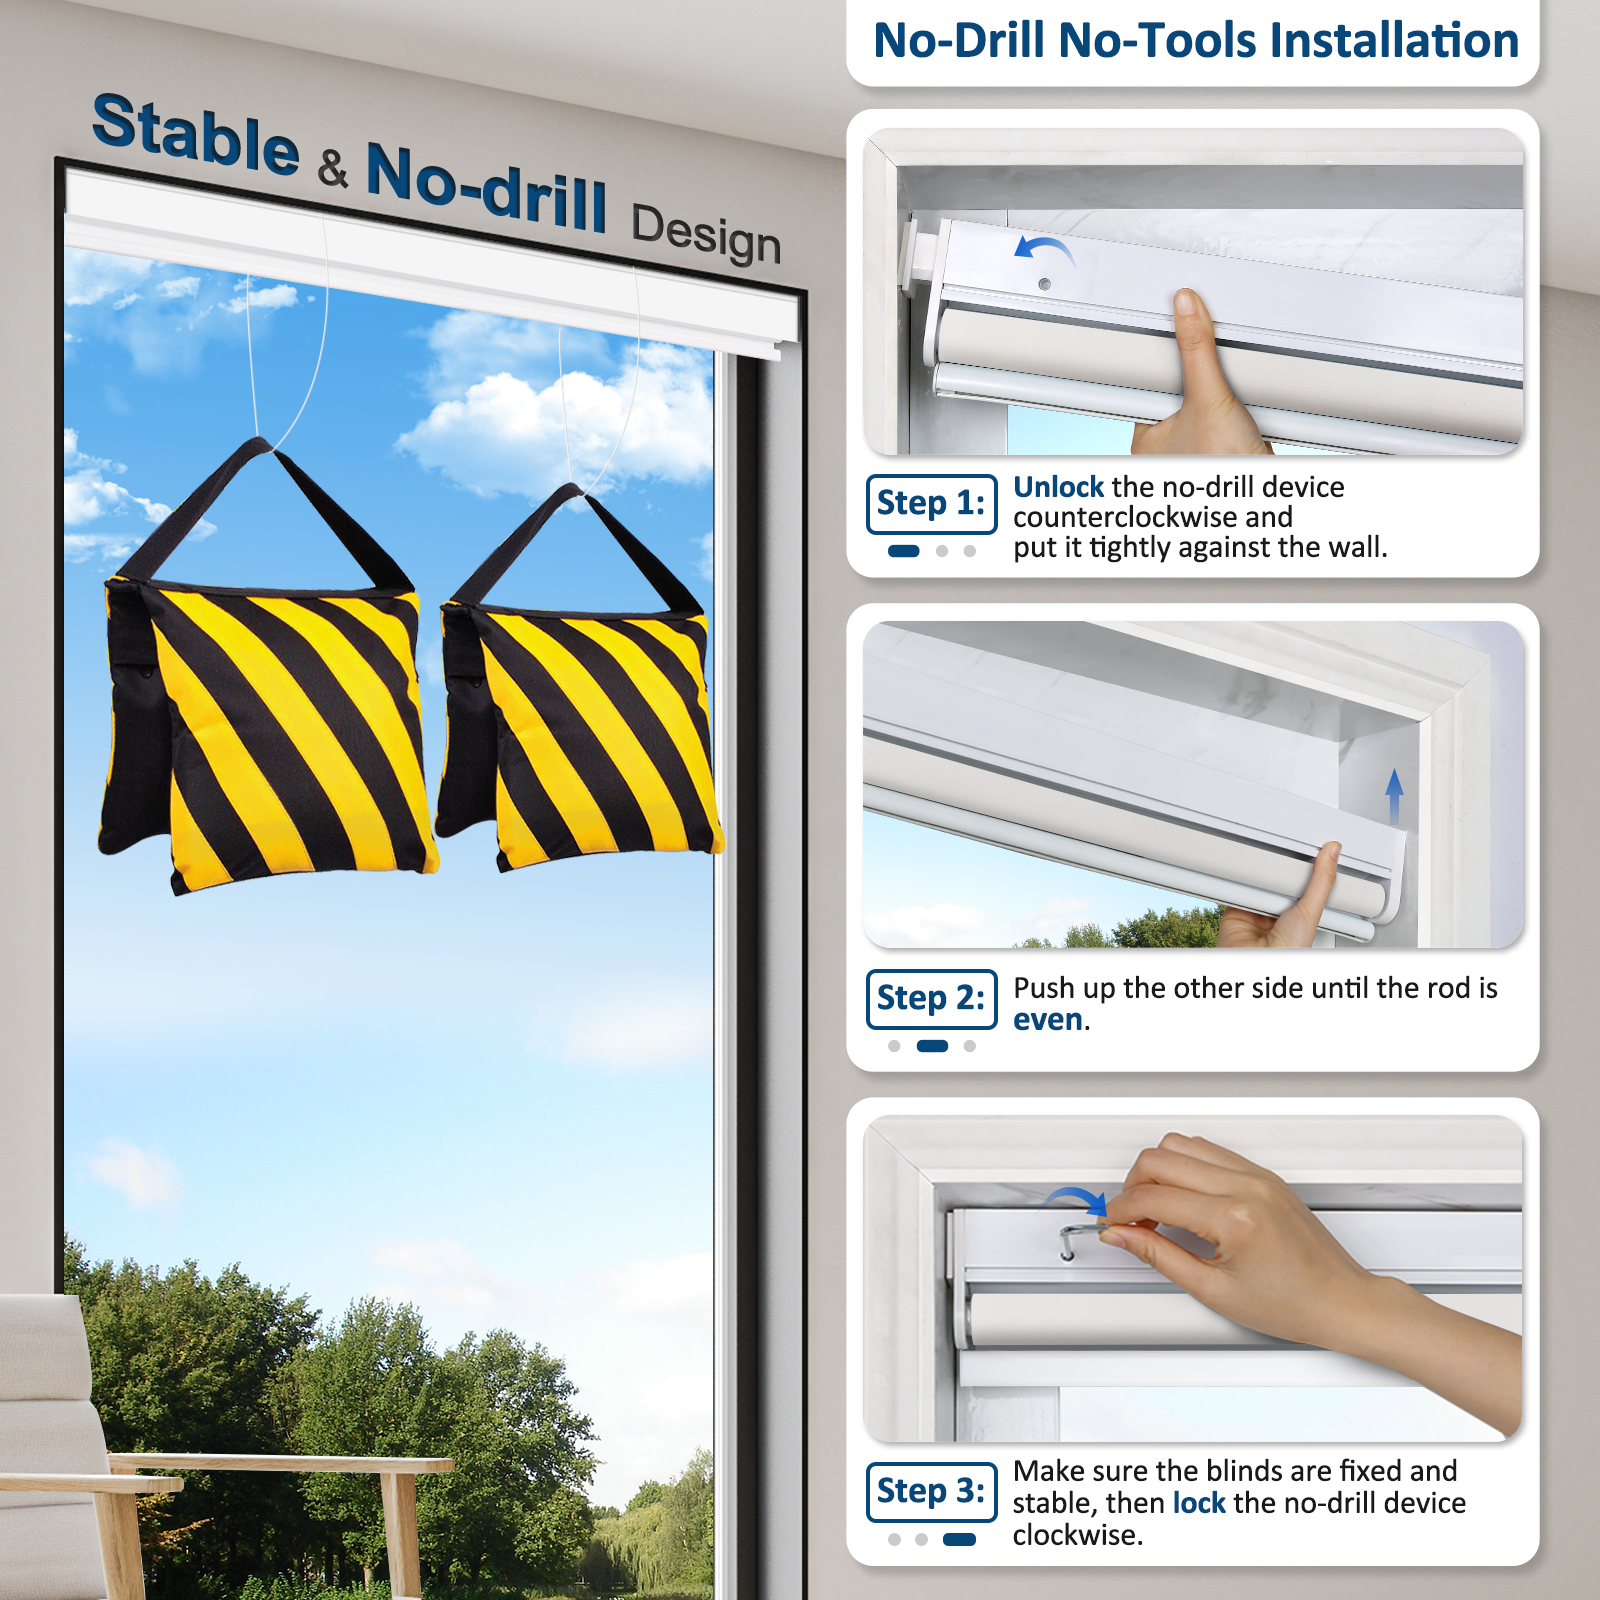 Stable & No-drill Design
No-Drill No-Tools Installation
Step 1:
Unlock the no-drill device
counterclockwise and
put it tightly against the wall.
Step 2:
Push up the other side until the rod is
even.
Step 3:
Make sure the blinds are fixed and
stable, then lock the no-drill device
clockwise.